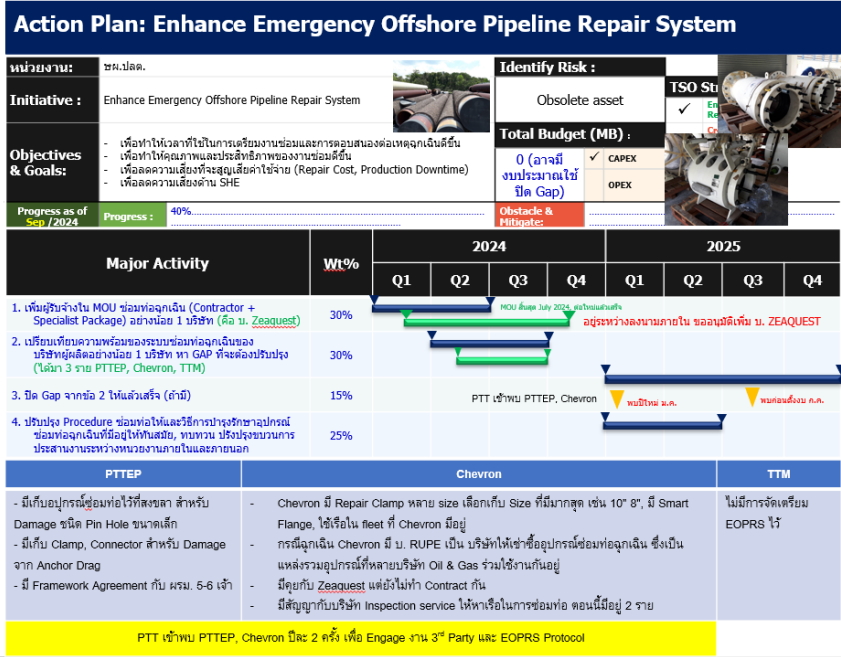 Action Plan: Enhance Emergency Offshore Pipeline Repair System
หน่วยงาน:
ษผ.ปลต.
Identify Risk :
Initiative :
Enhance Emergency Offshore Pipeline Repair System
Obsolete asset
✓
Objectives
& Goals:
- เพื่อทำให้เวลาที่ใช้ในการเตรียมงานซ่อมและการตอบสนองต่อเหตุฉุกเฉินดีขึ้น
- เพื่อทำให้คุณภาพและประสิทธิภาพของงานซ่อมดีขึ้น
- เพื่อลดความเสี่ยงที่จะสูญเสียค่าใช้จ่าย (Repair Cost, Production Downtime)
- เพื่อลดความเสี่ยงด้าน SHE
Total Budget (MB) :
0 (อาจมี
งบประมาณใช้
ปิด Gap)
✓ CAPEX
OPEX
TSO
Progress as of
Sep /2024
Progress :
40%
Obstacle &
Mitigate:
Major Activity
Wt%
2024
2025
Q1 Q2 Q3 Q4 Q1 Q2 Q3 Q4
1. เพิ่มผู้รับจ้างใน MOU ซ่อมท่อฉุกเฉิน (Contractor +
Specialist Package) อย่างน้อย 1 บริษัท (คือ บ. Zeaquest)
30%
MOU สิ้นสุด July 2024, ต่อใหม่แล้วเสร็จ
อยู่ระหว่างลงนามภายใน ขออนุมัติเพิ่ม บ. ZEAQUEST
2. เปรียบเทียบความพร้อมของระบบซ่อมท่อฉุกเฉินของ
บริษัทผู้ผลิตอย่างน้อย 1 บริษัท หา GAP ที่จะต้องปรับปรุง
(ได้มา 3 ราย PTTEP, Chevron, TTM)
30%
3. ปิด Gap จากข้อ 2 ให้แล้วเสร็จ (ถ้ามี)
15%
PTT เข้าพบ PTTEP, Chevron
พบปีใหม่ ม.ค.
พบก่อนตั้งงบ ก.ค.
4. ปรับปรุง Procedure ซ่อมท่อให้และวิธีการบำรุงรักษาอุปกรณ์
ซ่อมท่อฉุกเฉินที่มีอยู่ให้ทันสมัย, ทบทวน ปรังปรุงขบวนการ
ประสานงานระหว่างหนวยงานภายในและภายนอก
25%
PTTEP
Chevron
TTM
- มีเก็บอุปกรณ์ซ่อมท่อไว้ที่สงขลา สำหรับ
Damage ชนิด Pin Hole ขนาดเล็ก
- มีเก็บ Clamp, Connector สำหรับ Damage
จาก Anchor Drag
- มี Framework Agreement กับ ผรม. 5-6 เจ้า
- Chevron มี Repair Clamp หลาย size เลือกเก็บ Size ที่มีมากสุด เช่น 10" 8", มี Smart
Flange, ใช้เรือใน fleet ที่ Chevron มีอยู่
- กรณีฉุกเฉิน Chevron มี บ. RUPE เป็น บริษัทให้เช่าซื้ออุปกรณ์ซ่อมท่อฉุกเฉิน ซึ่งเป็น
แหล่งรวมอุปกรณ์ที่หลายบริษัท Oil & Gas ร่วมใช้งานกันอยู่
- มีคุยกับ Zeaquest แต่ยังไม่ทำ Contract กัน
- มีสัญญากับบริษัท Inspection service ให้หาเรือในการซ่อมท่อ ตอนนี้มีอยู่ 2 ราย
ไม่มีการจัดเตรียม
EOPRS ไว้
PTT เข้าพบ PTTEP, Chevron ปีละ 2 ครั้ง เพื่อ Engage งาน 3rd Party และ EOPRS Protocol